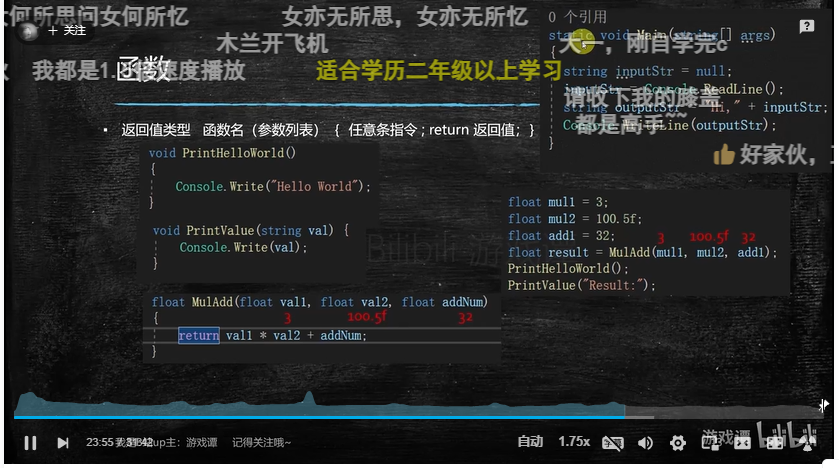 何所思问女何所忆
女亦无所思，女亦无所忆
0 个引用
+ 关注
木兰开飞机
static void Main(string[] args)
大一，刚自学完c
{
函数
我都是1.
速度播放
适合学历二年级以上学习
string inputStr = null;
inputStr = Console.ReadLine();
请收下我的膝盖
string outputStr = "Hi," + inputStr;
Console.WriteLine(outputStr);
都是高手~~
}
好家伙，
• 返回值类型 函数名（参数列表） { 任意条指令 ; return 返回值； }
void PrintHelloWorld()
{
Console.Write("Hello World");
}
void PrintValue(string val) {
Console.Write(val);
}
float mul1 = 3;
float mul2 = 100.5f;
float add1 = 32;
3 100.5f 32
float result = MulAdd(mul1, mul2, add1);
PrintHelloWorld();
PrintValue("Result:");
float MulAdd(float val1, float val2, float addNum)
{
3 100.5f 32
return val1 * val2 + addNum;
}
23:55 / 31:42
up主：游戏谭 记得关注哦~
自动
1.75x
游戏谭
bilibili